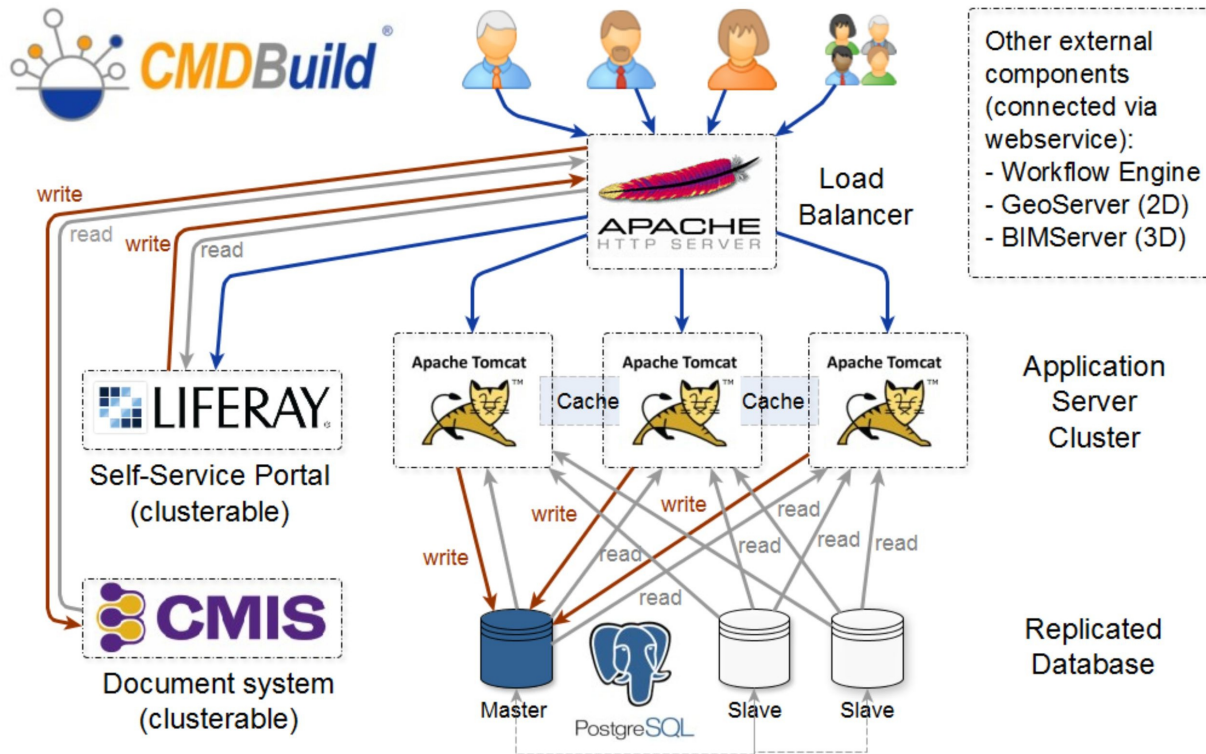 CMDBuild®
Other external
components
(connected via
webservice):
- Workflow Engine
- GeoServer (2D)
- BIMServer (3D)
APACHE
HTTP SERVER
Load
Balancer
write
read
write
read
Apache Tomcat
TM
Apache Tomcat
TM
Apache Tomcat
TM
Cache
Cache
Application
Server
Cluster
LIFERAY®
Self-Service Portal
(clusterable)
write
write
write
read
read
read
read
read
read
CMIS
Document system
(clusterable)
Master
PostgreSQL
Slave
Slave
Replicated
Database